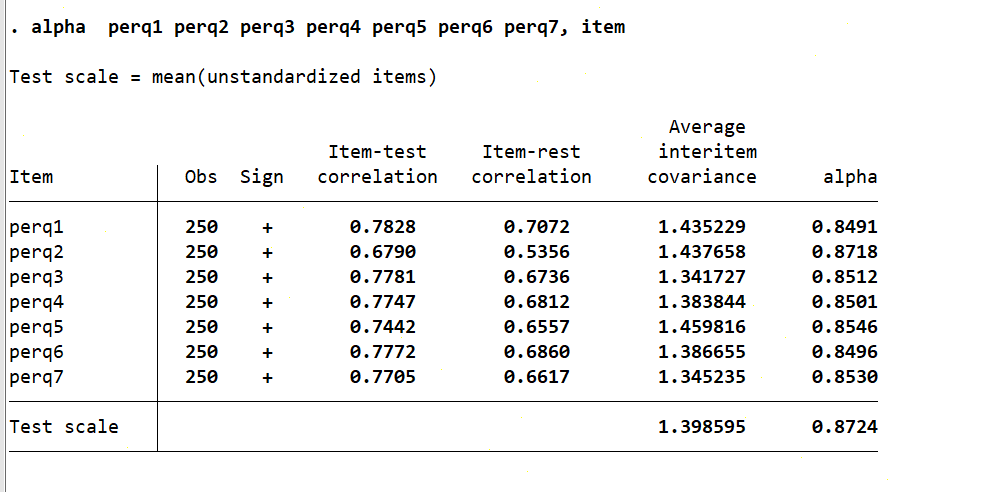 . alpha perq1 perq2 perq3 perq4 perq5 perq6 perq7, item
Test scale = mean(unstandardized items)
Average
Item-test Item-rest interitem
Item Obs Sign correlation correlation covariance alpha
perq1 250 + 0.7828 0.7072 1.435229 0.8491
perq2 250 + 0.6790 0.5356 1.437658 0.8718
perq3 250 + 0.7781 0.6736 1.341727 0.8512
perq4 250 + 0.7747 0.6812 1.383844 0.8501
perq5 250 + 0.7442 0.6557 1.459816 0.8546
perq6 250 + 0.7772 0.6860 1.386655 0.8496
perq7 250 + 0.7705 0.6617 1.345235 0.8530
Test scale 1.398595 0.8724